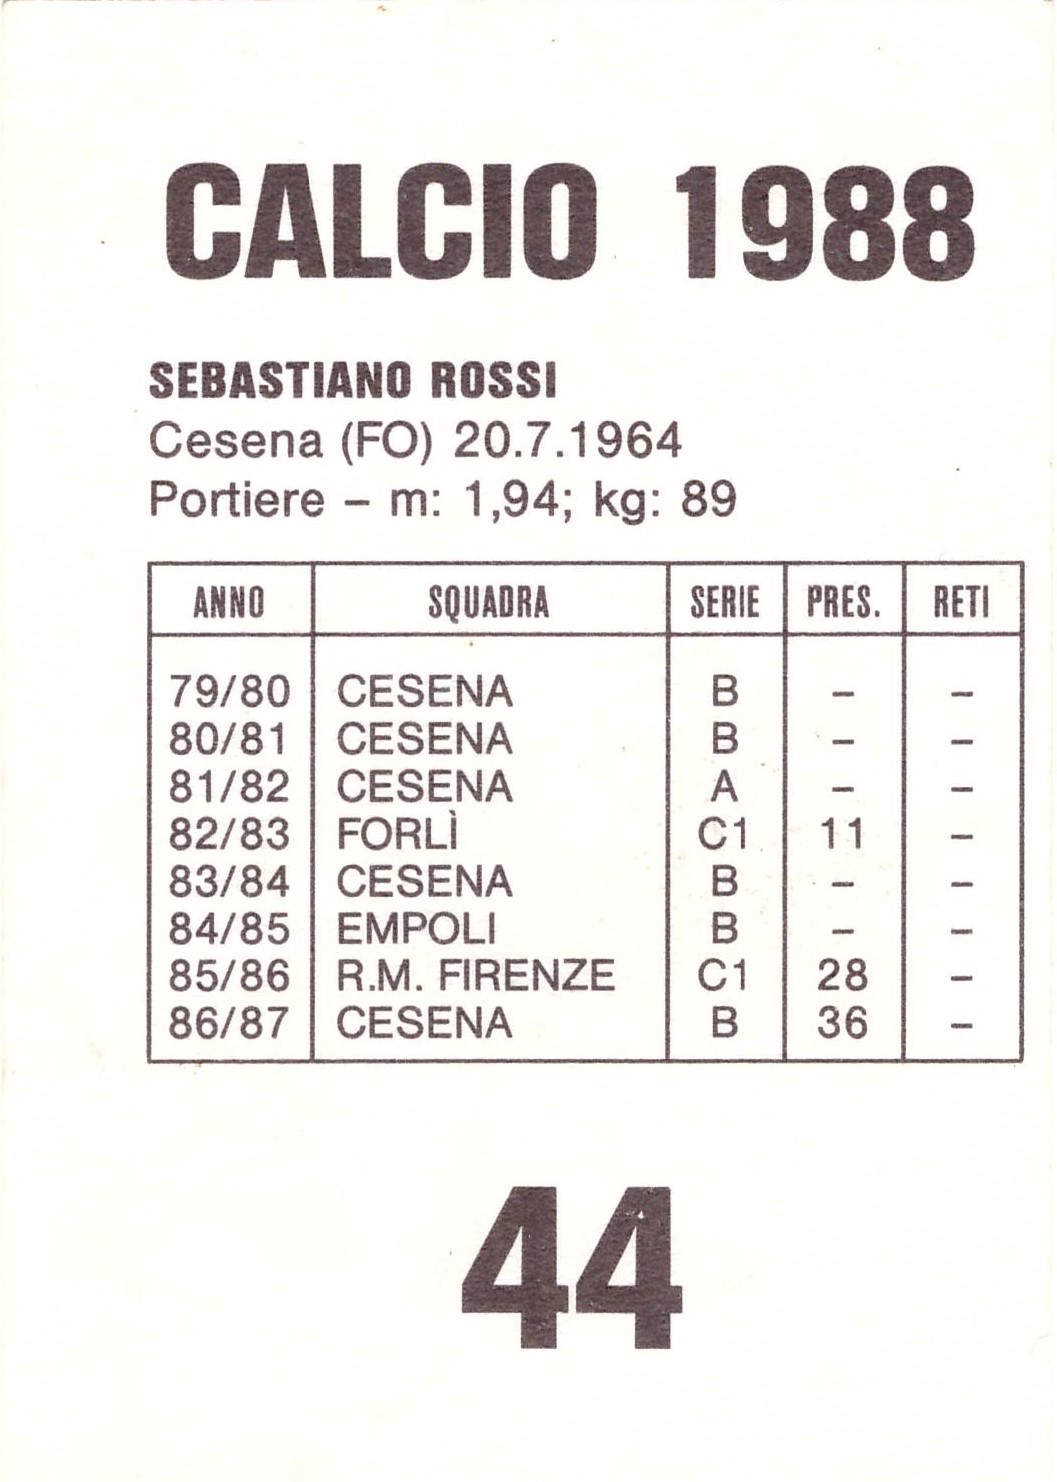 CALCIO 1988
SEBASTIANO ROSSI
Cesena (FO) 20.7.1964
Portiere – m: 1,94; kg: 89
ANNO SQUADRA SERIE PRES. RETI
79/80 CESENA B – –
80/81 CESENA B – –
81/82 CESENA A – –
82/83 FORLÌ C1 11 –
83/84 CESENA B – –
84/85 EMPOLI B – –
85/86 R.M. FIRENZE C1 28 –
86/87 CESENA B 36 –
44